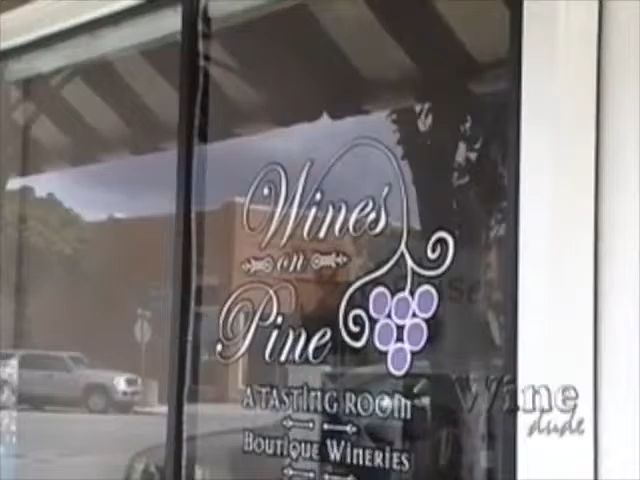 Wines
on
Pine
A TASTING ROOM
BOUTIQUE WINERIES
Wine
dude